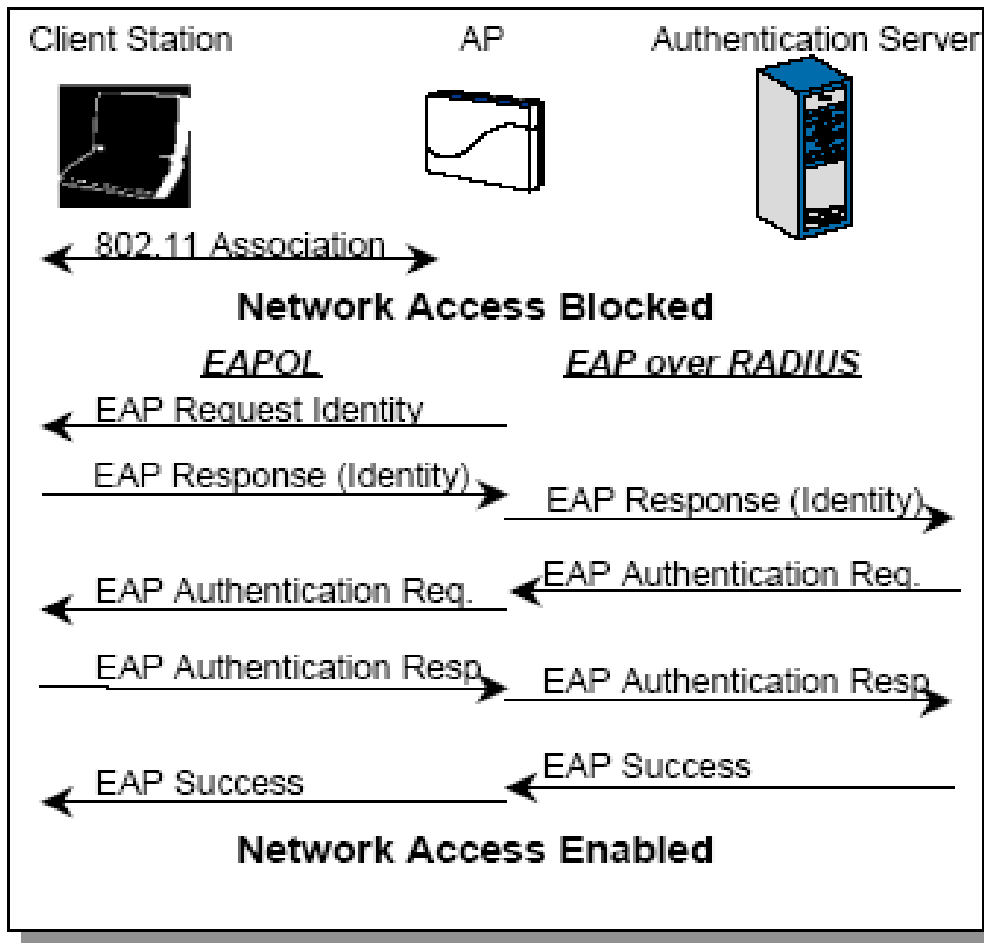 Client Station AP Authentication Server
802.11 Association
Network Access Blocked
EAPOL EAP over RADIUS
EAP Request Identity
EAP Response (Identity)
EAP Response (Identity)
EAP Authentication Req.
EAP Authentication Req.
EAP Authentication Resp
EAP Authentication Resp
EAP Success
EAP Success
Network Access Enabled